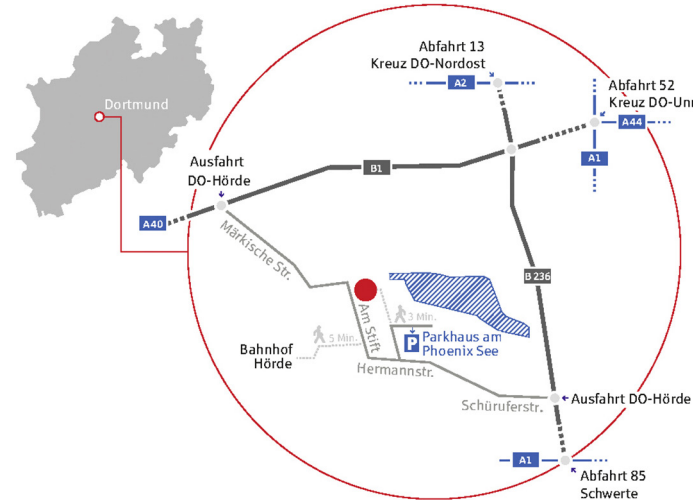 Abfahrt 13
Kreuz DO-Nordost
A2
Abfahrt 52
Kreuz DO-Unn
A44
A1
Dortmund
Ausfahrt
DO-Hörde
B1
A40
Märkische Str.
B 236
Am Stift
3 Min.
5 Min.
P
Parkhaus am
Phoenix See
Bahnhof
Hörde
Hermannstr.
Schüruferstr.
Ausfahrt DO-Hörde
A1
Abfahrt 85
Schwerte